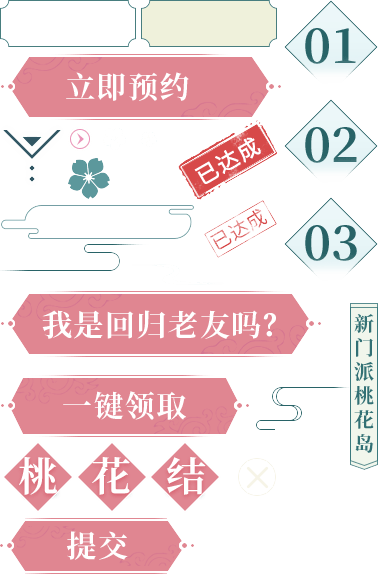 01
立即预约
02
已达成
已达成
03
我是回归老友吗?
新门派桃花岛
一键领取
桃花结
提交